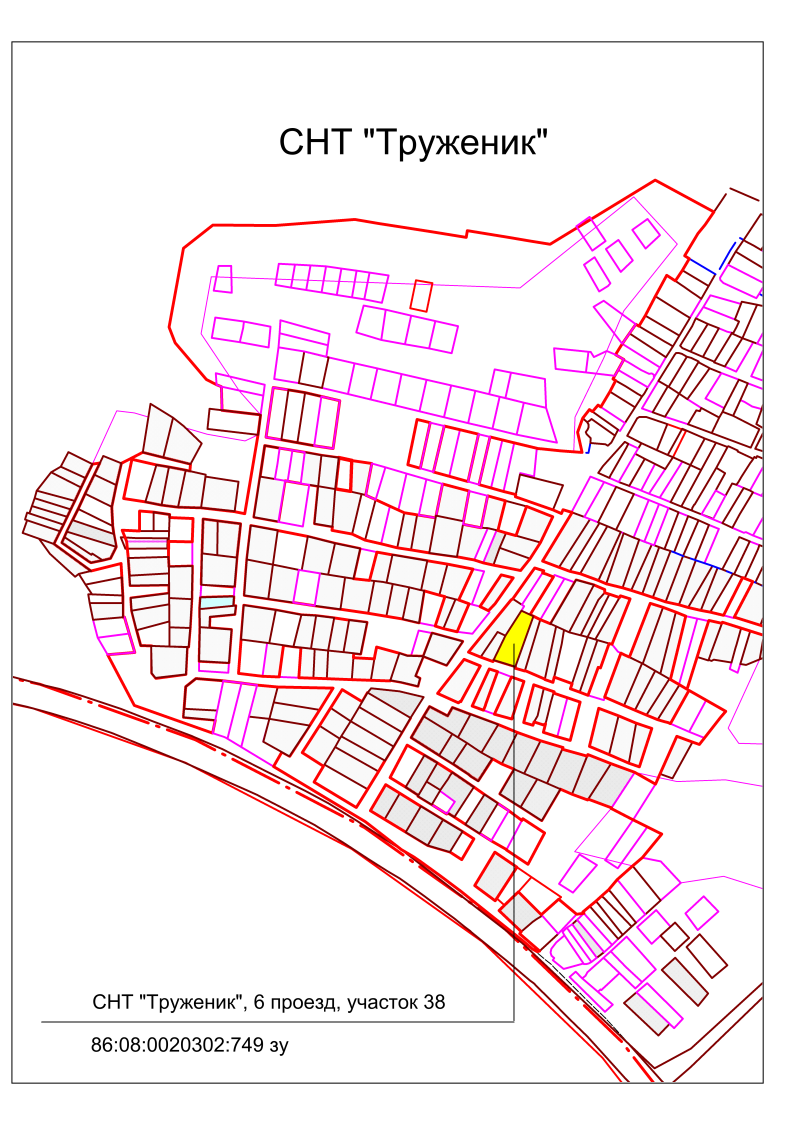 СНТ "Труженик"
СНТ "Труженик", 6 проезд, участок 38
86:08:0020302:749 зу